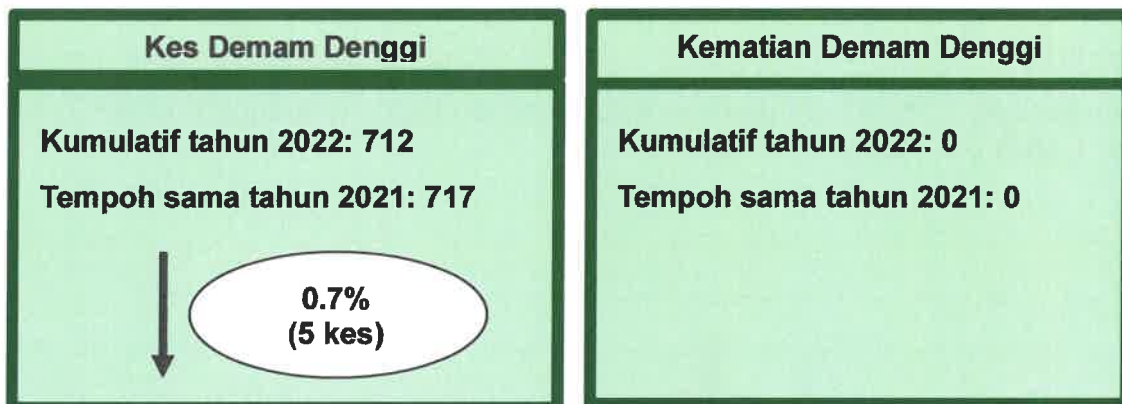 Kes Demam Denggi
Kumulatif tahun 2022: 712
Tempoh sama tahun 2021: 717
0.7%
(5 kes)
Kematian Demam Denggi
Kumulatif tahun 2022: 0
Tempoh sama tahun 2021: 0